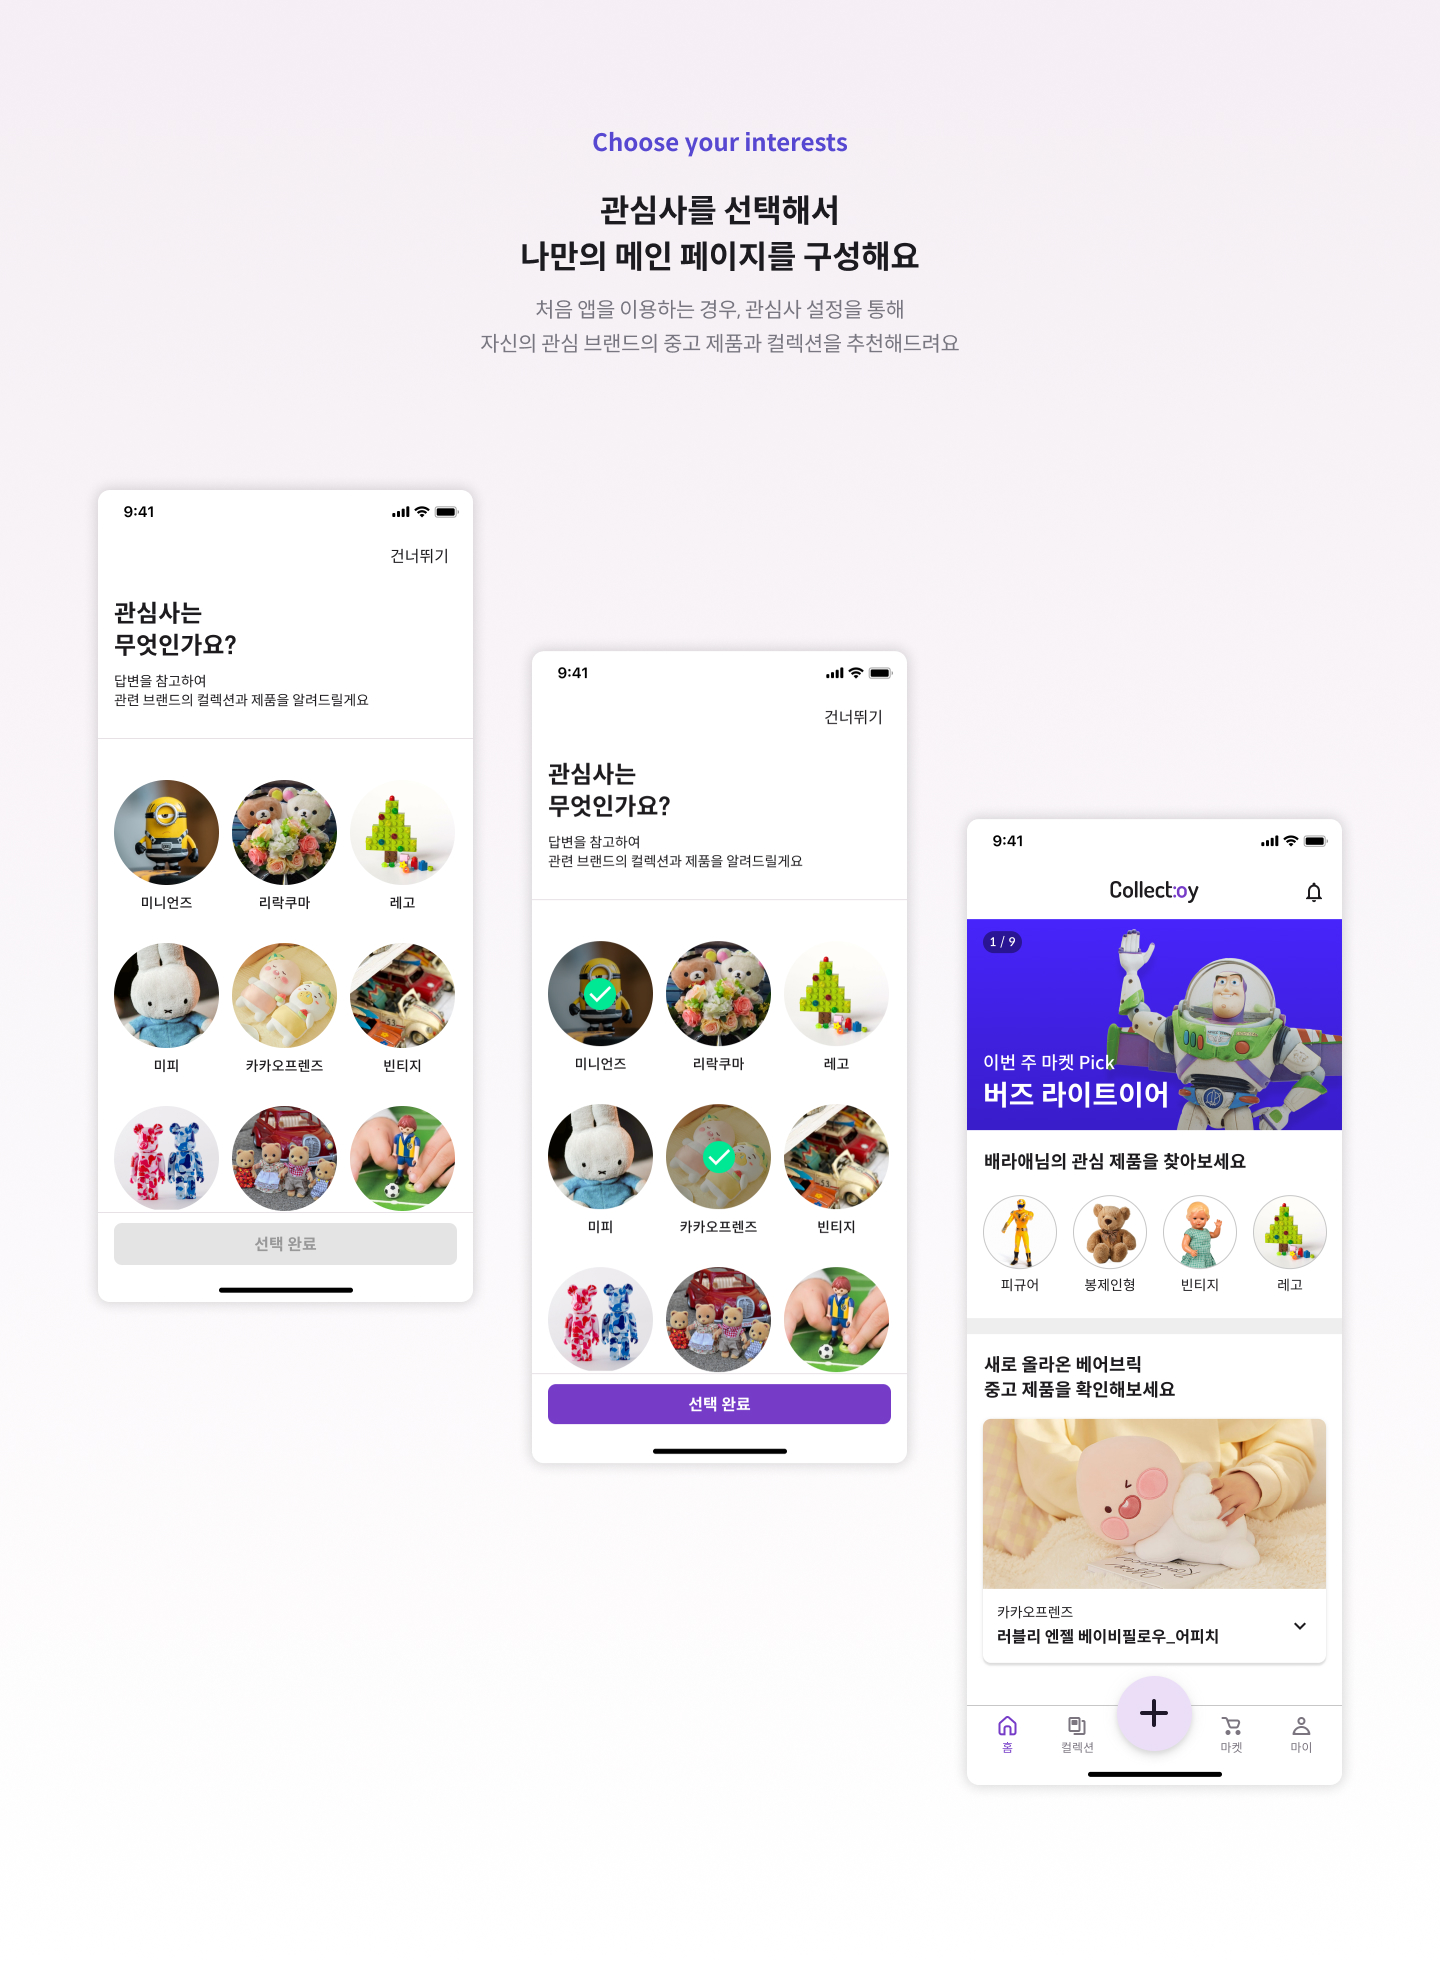 Choose your interests
관심사를 선택해서
나만의 메인 페이지를 구성해요
처음 앱을 이용하는 경우, 관심사 설정을 통해
자신의 관심 브랜드의 중고 제품과 컬렉션을 추천해드려요
9:41
건너뛰기
관심사는
무엇인가요?
답변을 참고하여
관련 브랜드의 컬렉션과 제품을 알려드릴게요
미니언즈 리락쿠마 레고
미피 카카오프렌즈 빈티지
선택 완료
9:41
건너뛰기
관심사는
무엇인가요?
답변을 참고하여
관련 브랜드의 컬렉션과 제품을 알려드릴게요
미니언즈 리락쿠마 레고
미피 카카오프렌즈 빈티지
선택 완료
9:41
Collect:oy
1 / 9
이번 주 마켓 Pick
버즈 라이트이어
배라애님의 관심 제품을 찾아보세요
피규어 봉제인형 빈티지 레고
새로 올라온 베어브릭
중고 제품을 확인해보세요
카카오프렌즈
러블리 엔젤 베이비필로우_어피치
홈 컬렉션 마켓 마이